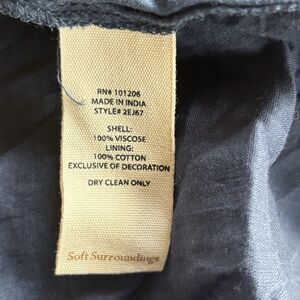 RN# 101206
MADE IN INDIA
STYLE# 2EJ67
SHELL:
100% VISCOSE
LINING:
100% COTTON
EXCLUSIVE OF DECORATION
DRY CLEAN ONLY
Soft Surroundings